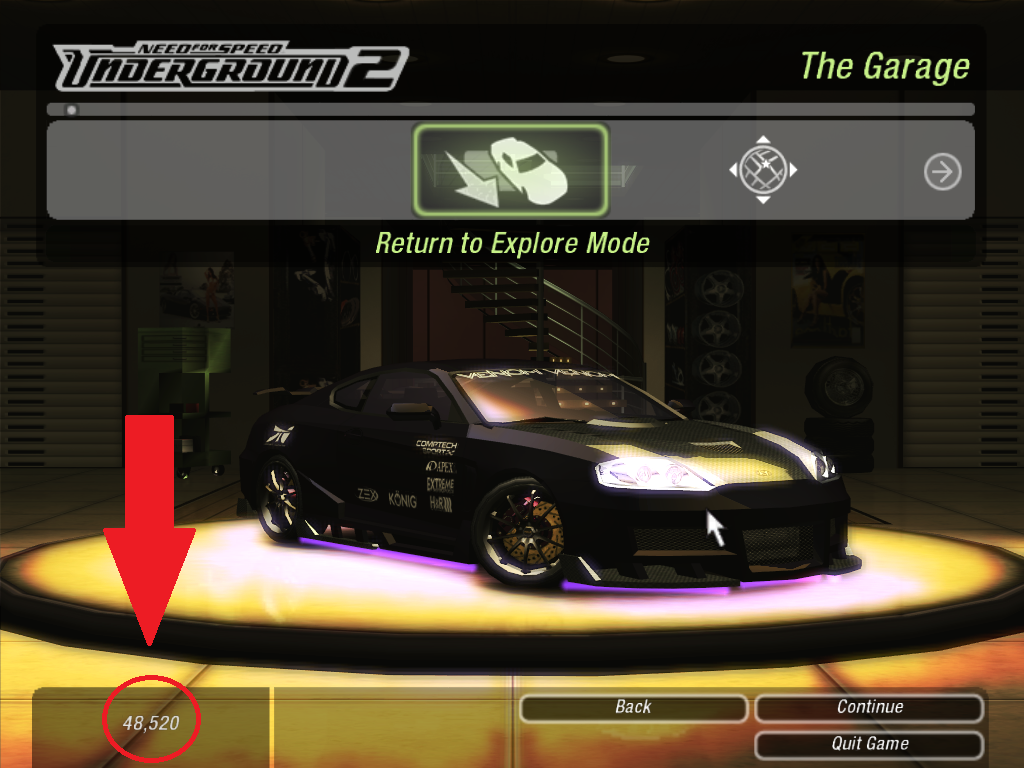 NEED FOR SPEED
UNDERGROUND 2
The Garage
Return to Explore Mode
VENOM VENOM
COMPTECH
SPORT
APEX
EXTREME
ZEX
KÖNIG
H&R
48,520
Back
Continue
Quit Game